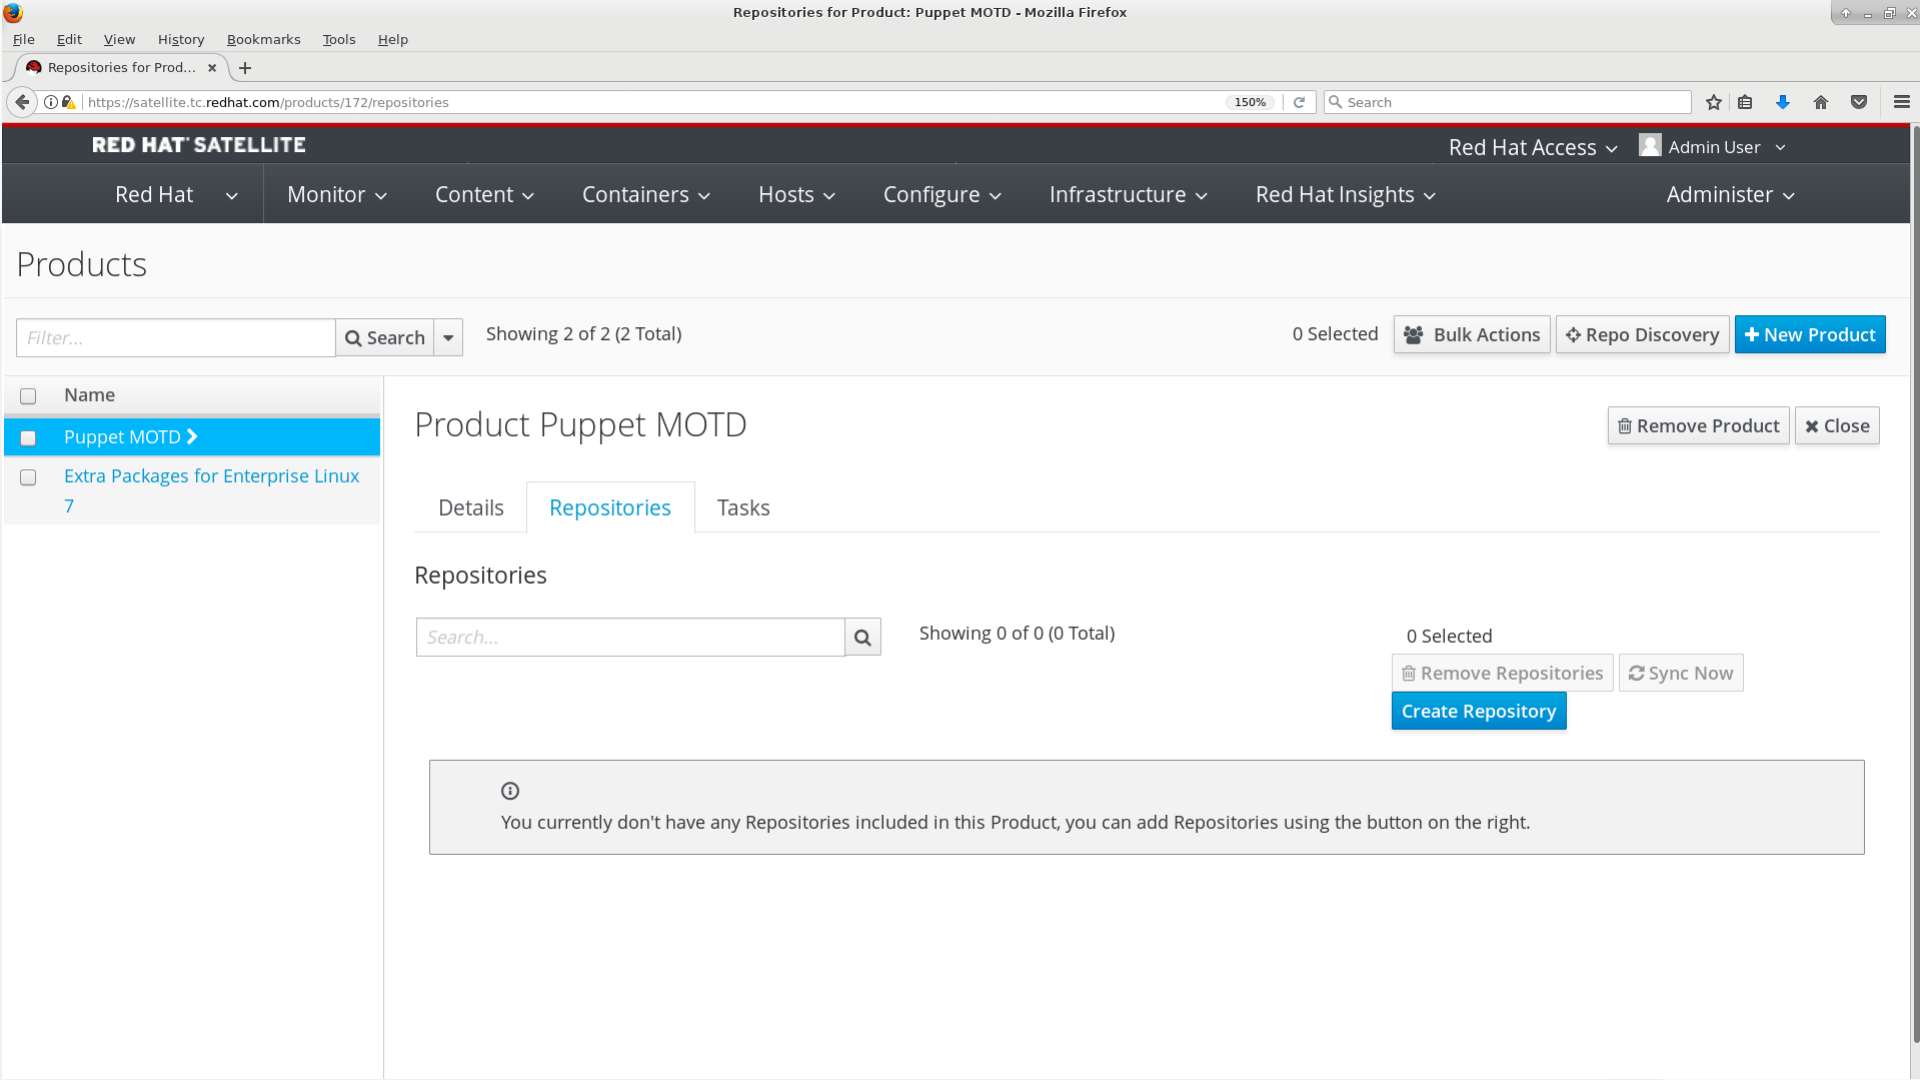 Repositories for Product: Puppet MOTD - Mozilla Firefox
File Edit View History Bookmarks Tools Help
Repositories for Prod...
https://satellite.tc.redhat.com/products/172/repositories 150% Search
RED HAT SATELLITE Red Hat Access Admin User
Red Hat Monitor Content Containers Hosts Configure Infrastructure Red Hat Insights Administer
Products
Filter... Search Showing 2 of 2 (2 Total) 0 Selected Bulk Actions Repo Discovery New Product
Name
Puppet MOTD
Extra Packages for Enterprise Linux
7
Product Puppet MOTD Remove Product Close
Details Repositories Tasks
Repositories
Search... Showing 0 of 0 (0 Total) 0 Selected
Remove Repositories Sync Now
Create Repository
You currently don't have any Repositories included in this Product, you can add Repositories using the button on the right.